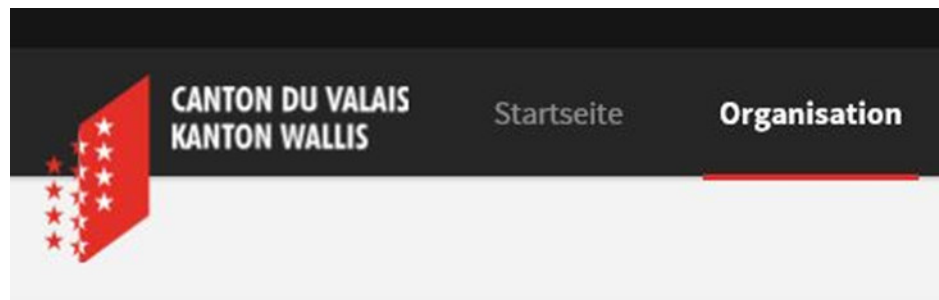 CANTON DU VALAIS
KANTON WALLIS
Startseite
Organisation